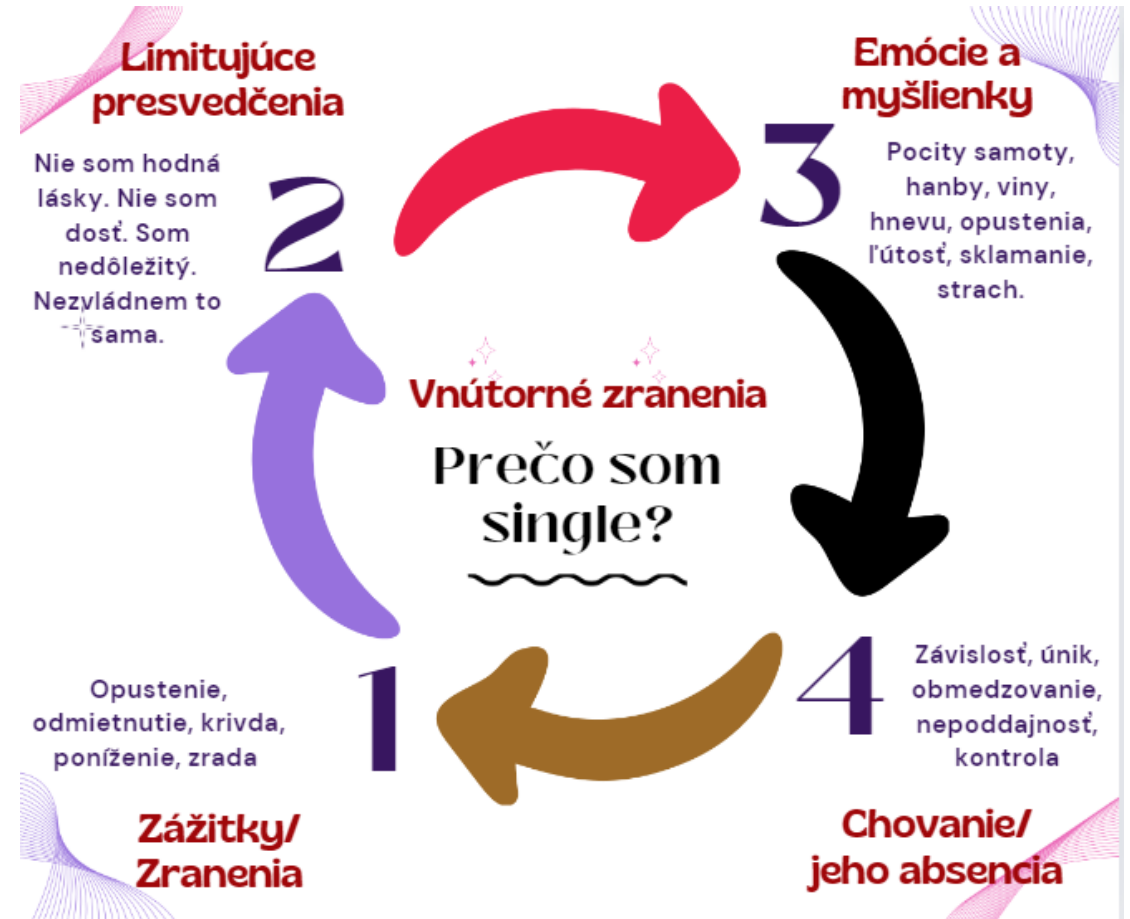 Limitujúce
presvedčenia
Nie som hodná
lásky. Nie som
dosť. Som
nedôležitý.
Nezvládnem to
sama.
2
Emócie a
myšlienky
3
Pocity samoty,
hanby, viny,
hnevu, opustenia,
ľútosť, sklamanie,
strach.
Vnútorné zranenia
Prečo som
single?
1
Opustenie,
odmietnutie, krivda,
poníženie, zrada
Zážitky/
Zranenia
4
Závislosť, únik,
obmedzovanie,
nepoddajnosť,
kontrola
Chovanie/
jeho absencia